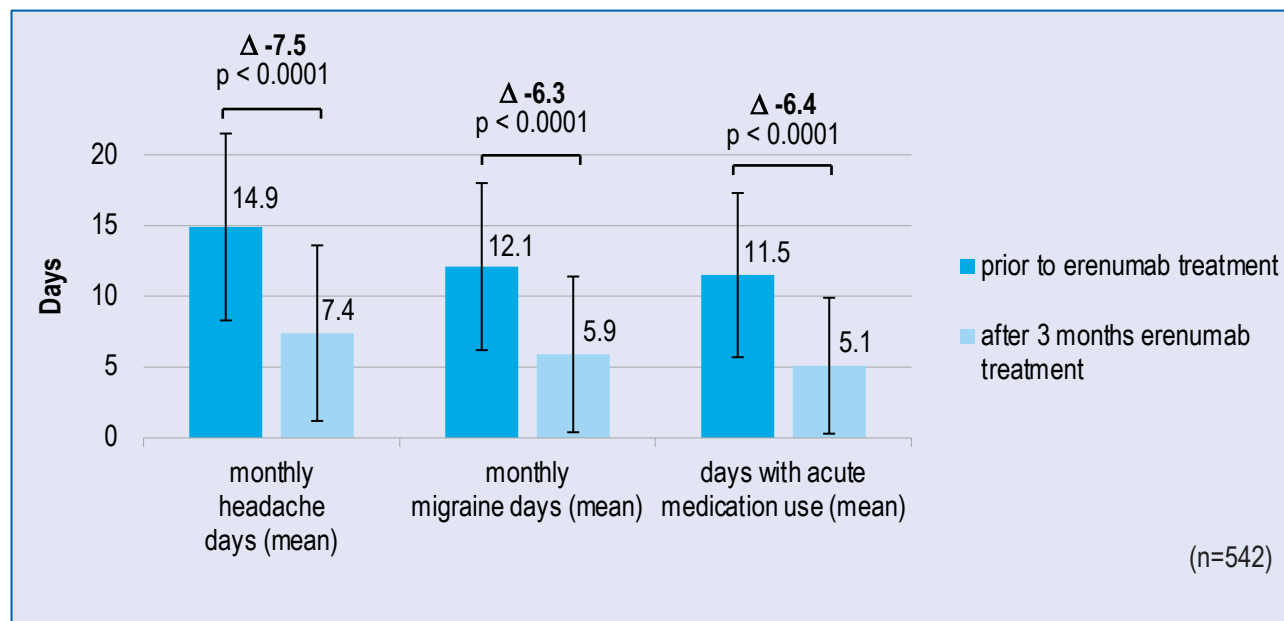 Δ -7.5
p < 0.0001
Δ -6.3
p < 0.0001
Δ -6.4
p < 0.0001
20
15
10
5
0
Days
14.9
7.4
12.1
5.9
11.5
5.1
monthly
headache
days (mean)
monthly
migraine days (mean)
days with acute
medication use (mean)
prior to erenumab treatment
after 3 months erenumab
treatment
(n=542)